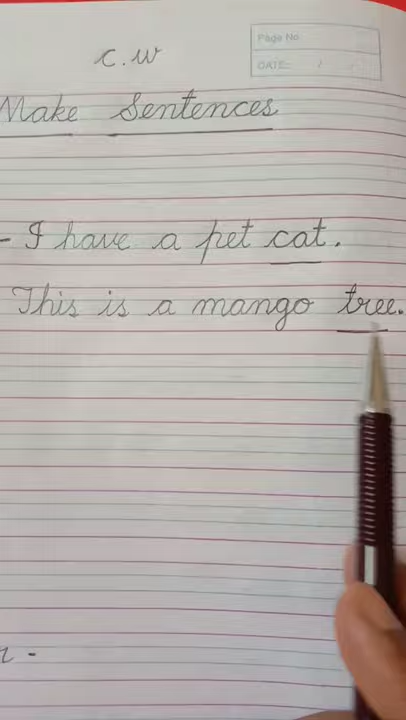 Page No
DATE: / /
c.w
Make Sentences
- I have a pet cat.
This is a mango tree.